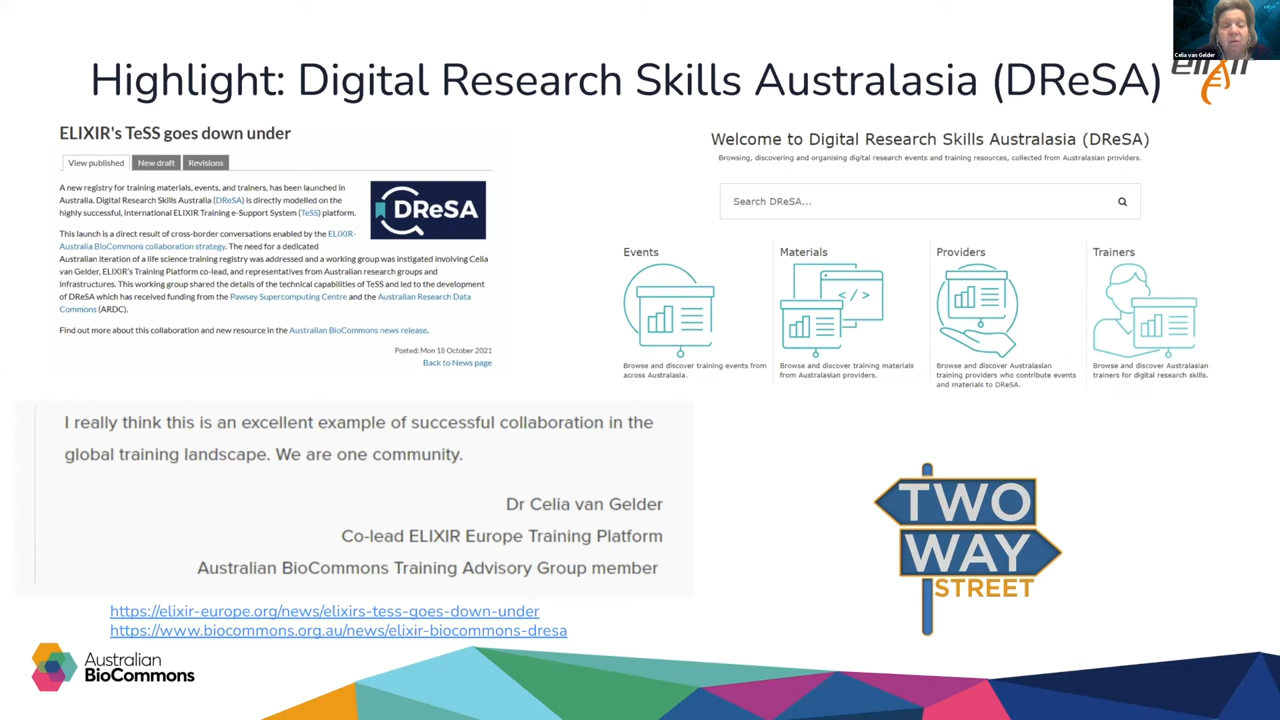 Celia van Gelder
elixir
Highlight: Digital Research Skills Australasia (DReSA)
ELIXIR's TeSS goes down under
View published
New draft
Revisions
A new registry for training materials, events, and trainers, has been launched in
Australia. Digital Research Skills Australia (DReSA) is directly modelled on the
highly successful, international ELIXIR Training e-Support System (TeSS) platform.
This launch is a direct result of cross-border conversations enabled by the ELIXIR-
Australia BioCommons collaboration strategy. The need for a dedicated
Australian iteration of a life science training registry was addressed and a working group was instigated involving Celia
van Gelder, ELIXIR's Training Platform co-lead, and representatives from Australian research groups and
infrastructures. This working group shared the details of the technical capabilities of TeSS and led to the development
of DReSA which has received funding from the Pawsey Supercomputing Centre and the Australian Research Data
Commons (ARDC).
Find out more about this collaboration and new resource in the Australian BioCommons news release.
Posted: Mon 18 October 2021
Back to News page
DReSA
Welcome to Digital Research Skills Australasia (DReSA)
Browsing, discovering and organising digital research events and training resources, collected from Australasian providers.
Search DReSA...
Events
Browse and discover training events from
across Australasia.
Materials
</>
Browse and discover training materials
from Australasian providers.
Providers
Browse and discover Australasian
training providers who contribute events
and materials to DReSA.
Trainers
Browse and discover Australasian
trainers for digital research skills.
I really think this is an excellent example of successful collaboration in the
global training landscape. We are one community.
Dr Celia van Gelder
Co-lead ELIXIR Europe Training Platform
Australian BioCommons Training Advisory Group member
TWO
WAY
STREET
https://elixir-europe.org/news/elixirs-tess-goes-down-under
https://www.biocommons.org.au/news/elixir-biocommons-dresa
Australian
BioCommons